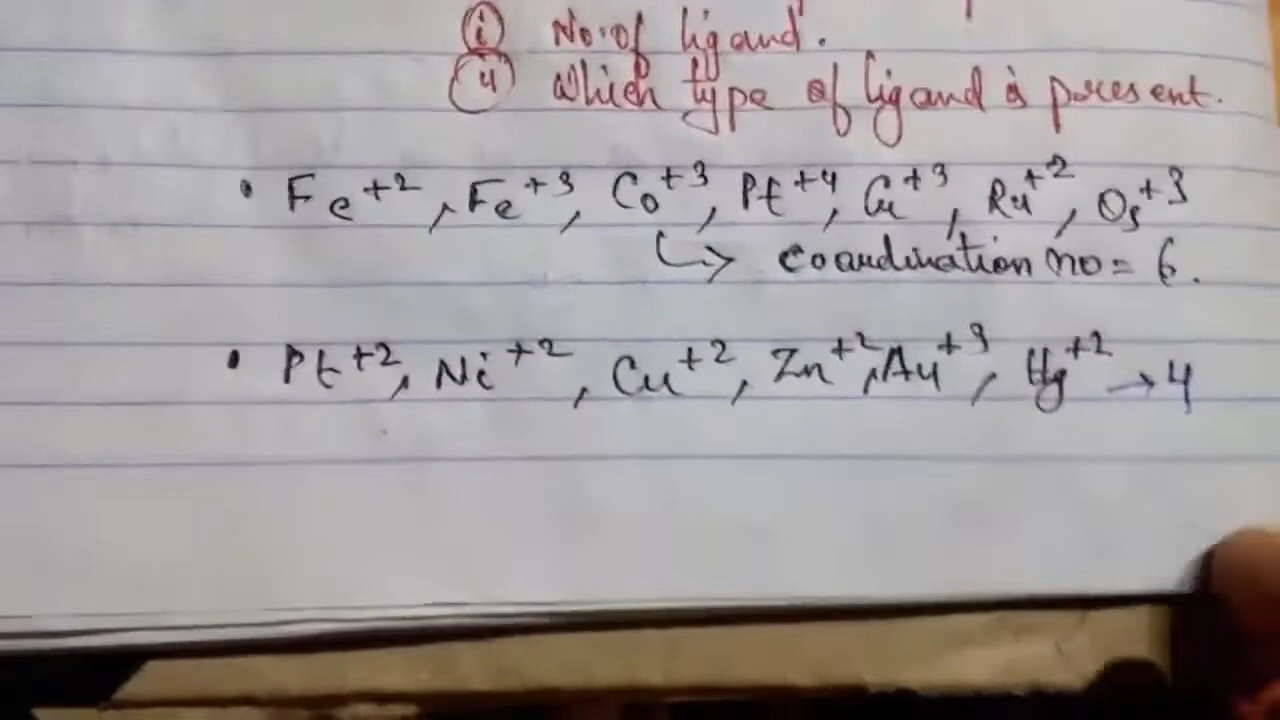 i No. of ligand.
4 which type of ligand is present.
• Fe+2, Fe+3, Co+3, Pt+4, Cu+3, Ru+2, Os+3
↳ coordination no = 6.
• Pt+2, Ni+2, Cu+2, Zn+2, Au+3, Hg+2 → 4